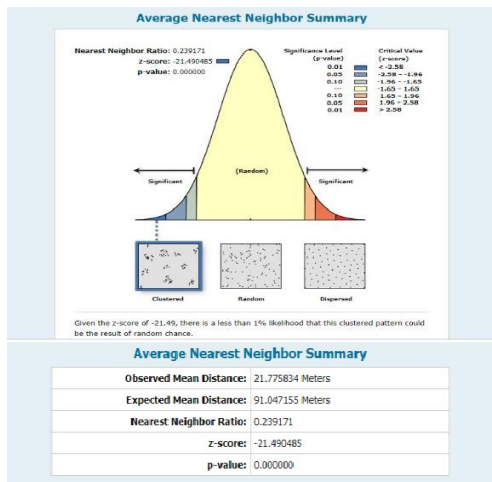 Average Nearest Neighbor Summary
Nearest Neighbor Ratio: 0.239171
z-score: -21.490485
p-value: 0.000000
Significance Level (p-value)
Critical Value (z-score)
0.01 < -2.58
0.05 -2.58 - -1.96
0.10 -1.96 - -1.65
--- -1.65 - 1.65
0.10 1.65 - 1.96
0.05 1.96 - 2.58
0.01 > 2.58
(Random)
Significant Significant
Clustered Random Dispersed
Given the z-score of -21.49, there is a less than 1% likelihood that this clustered pattern could
be the result of random chance.
Average Nearest Neighbor Summary
Observed Mean Distance: 21.775834 Meters
Expected Mean Distance: 91.047155 Meters
Nearest Neighbor Ratio: 0.239171
z-score: -21.490485
p-value: 0.000000